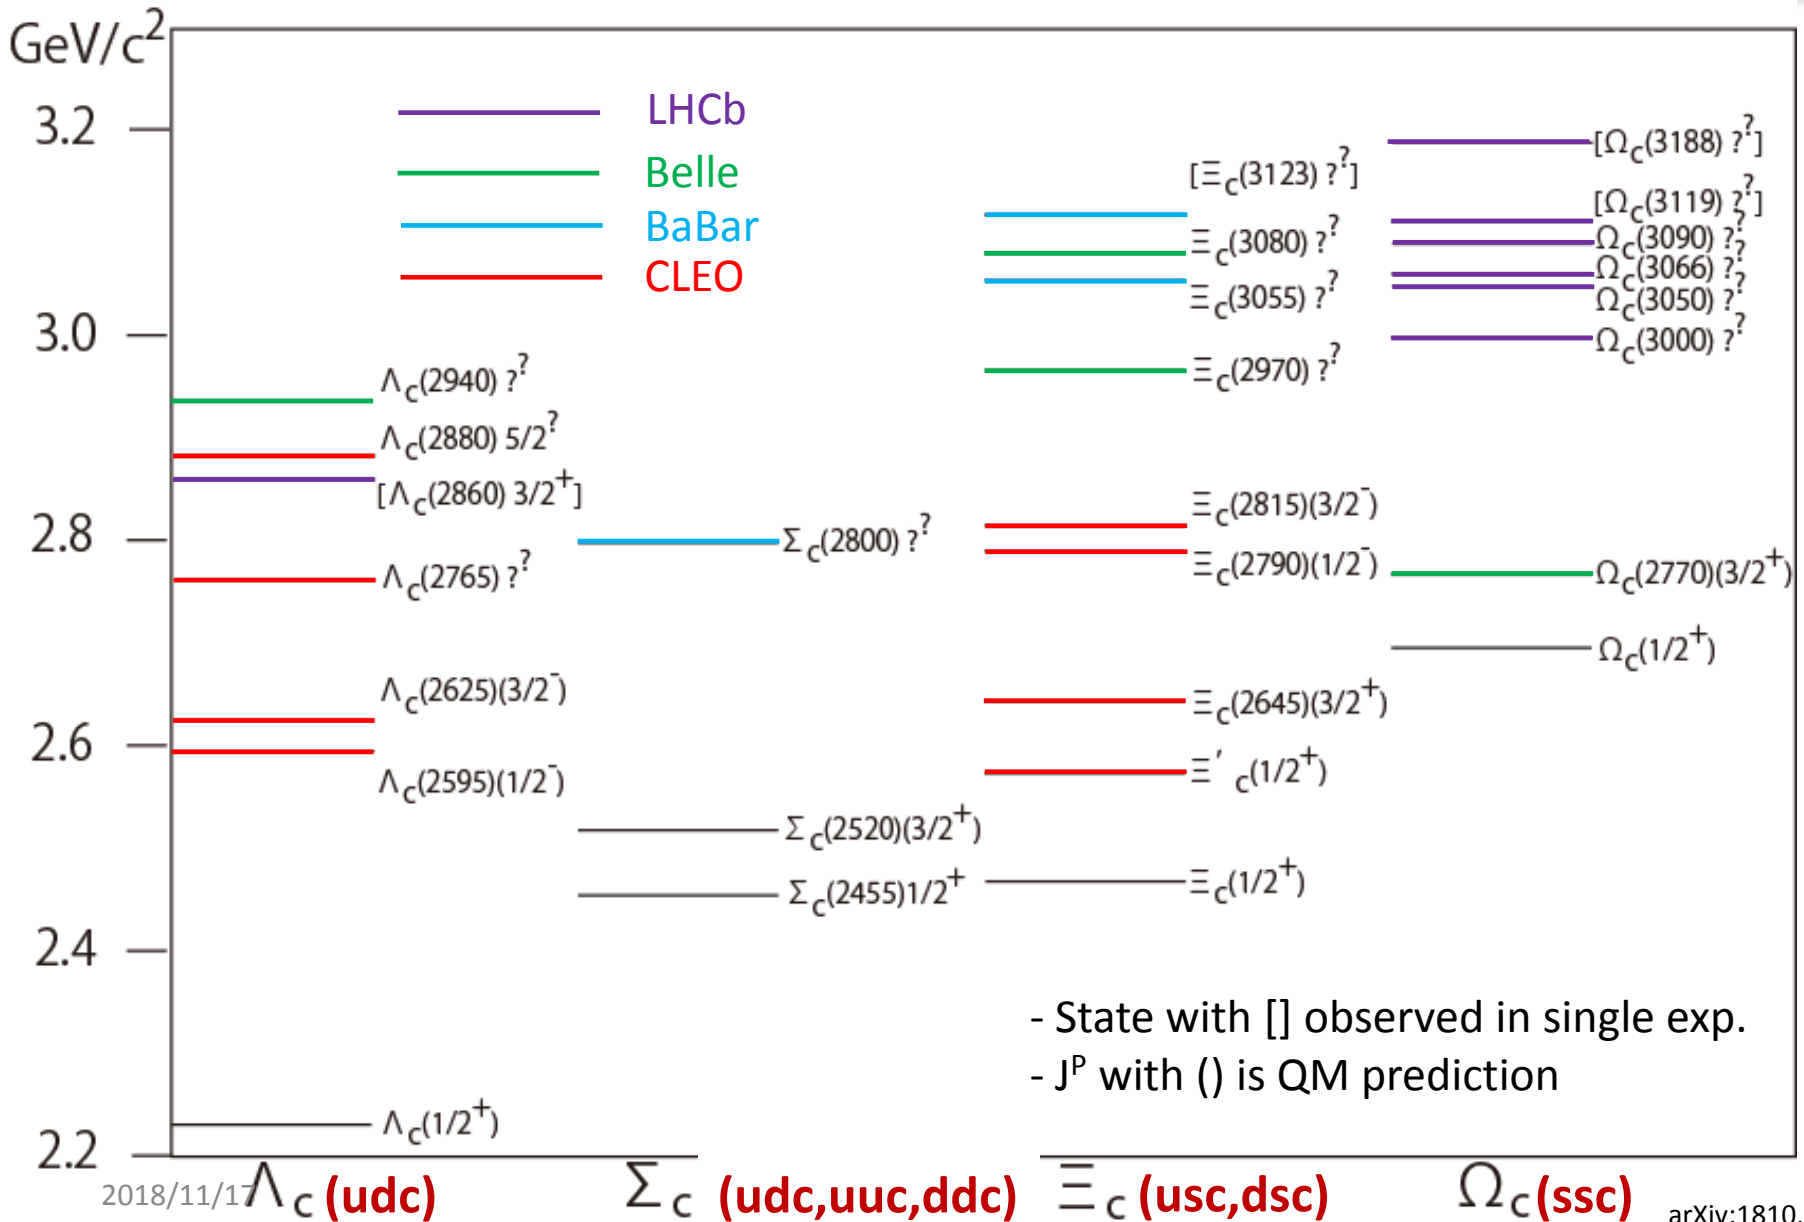 GeV/c²
3.2
3.0
2.8
2.6
2.4
2.2
LHCb
Belle
BaBar
CLEO
Λc(2940) ??
Λc(2880) 5/2?
[Λc(2860) 3/2+]
Λc(2765) ??
Λc(2625)(3/2-)
Λc(2595)(1/2-)
Λc(1/2+)
Σc(2800) ??
Σc(2520)(3/2+)
Σc(2455)1/2+
[Ξc(3123) ??]
Ξc(3080) ??
Ξc(3055) ??
Ξc(2970) ??
Ξc(2815)(3/2-)
Ξc(2790)(1/2-)
Ξc(2645)(3/2+)
Ξ′c(1/2+)
Ξc(1/2+)
[Ωc(3188) ??]
[Ωc(3119) ??]
Ωc(3090) ??
Ωc(3066) ??
Ωc(3050) ??
Ωc(3000) ??
Ωc(2770)(3/2+)
Ωc(1/2+)
- State with [] observed in single exp.
- Jᴾ with () is QM prediction
Λc (udc) Σc (udc,uuc,ddc) Ξc (usc,dsc) Ωc (ssc)
2018/11/17
arXiv:1810.